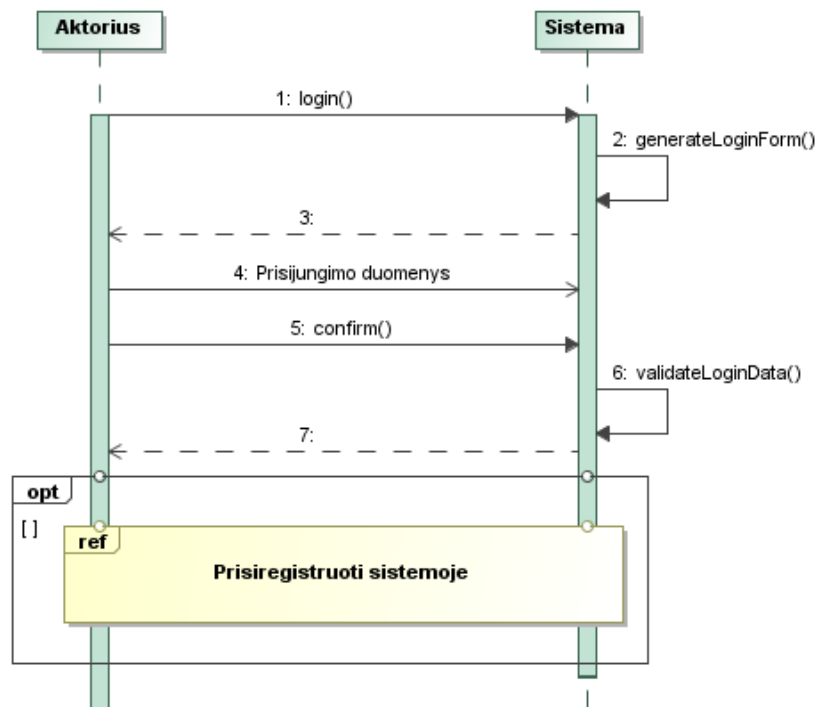 Aktorius
Sistema
1: login()
2: generateLoginForm()
3:
4: Prisijungimo duomenys
5: confirm()
6: validateLoginData()
7:
opt
[ ]
ref
Prisiregistruoti sistemoje